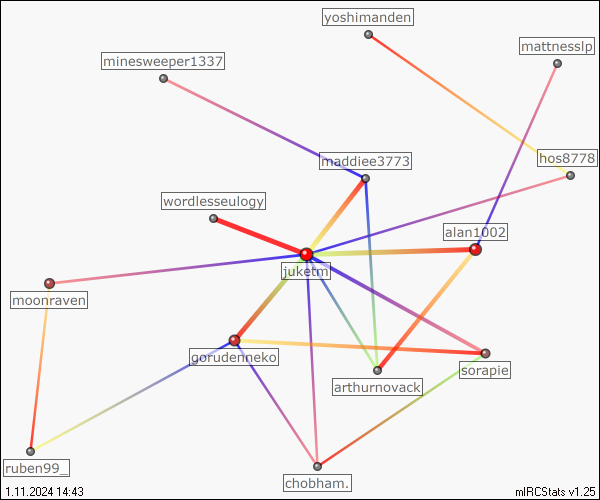 yoshimanden
mattnesslp
minesweeper1337
maddiee3773
hos8778
wordlesseulogy
alan1002
juketm
moonraven
gorudenneko
sorapie
arthurnovack
ruben99_
chobham.
1.11.2024 14:43
mIRCStats v1.25